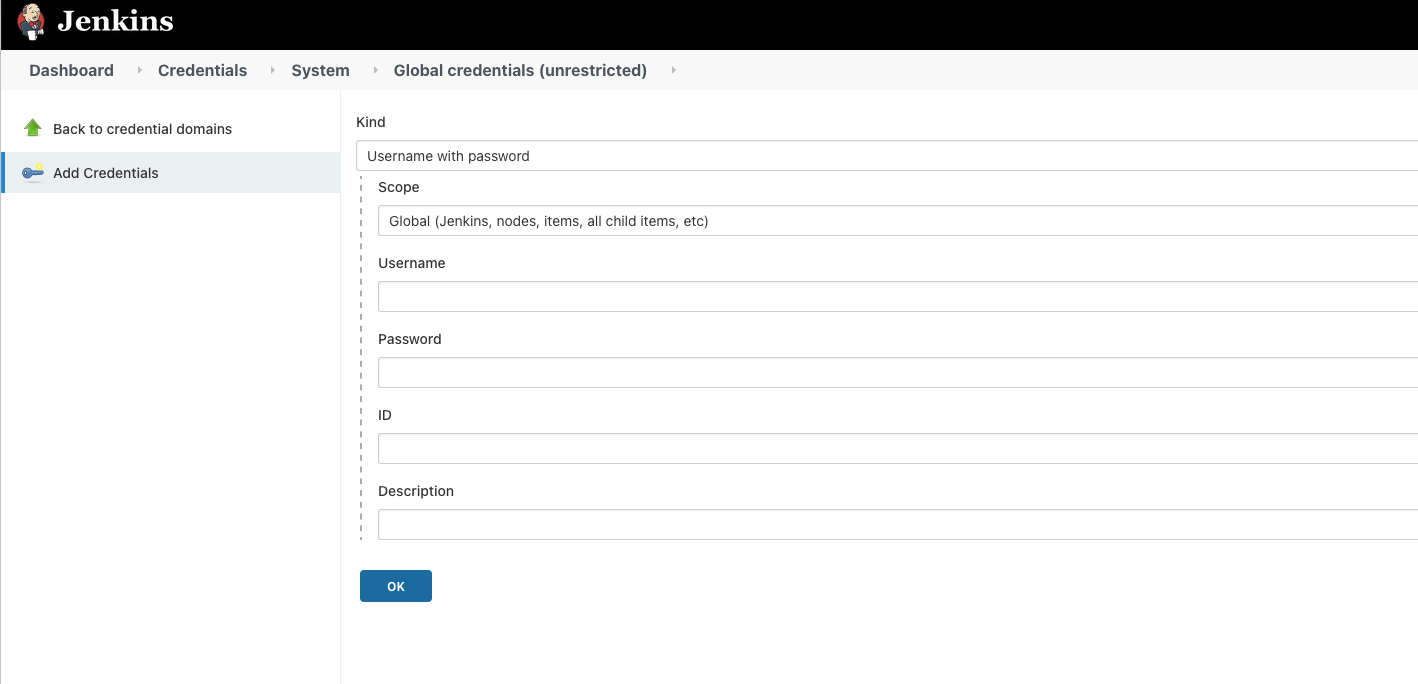 Jenkins
Dashboard Credentials System Global credentials (unrestricted)
Back to credential domains
Add Credentials
Kind
Username with password
Scope
Global (Jenkins, nodes, items, all child items, etc)
Username
Password
ID
Description
OK